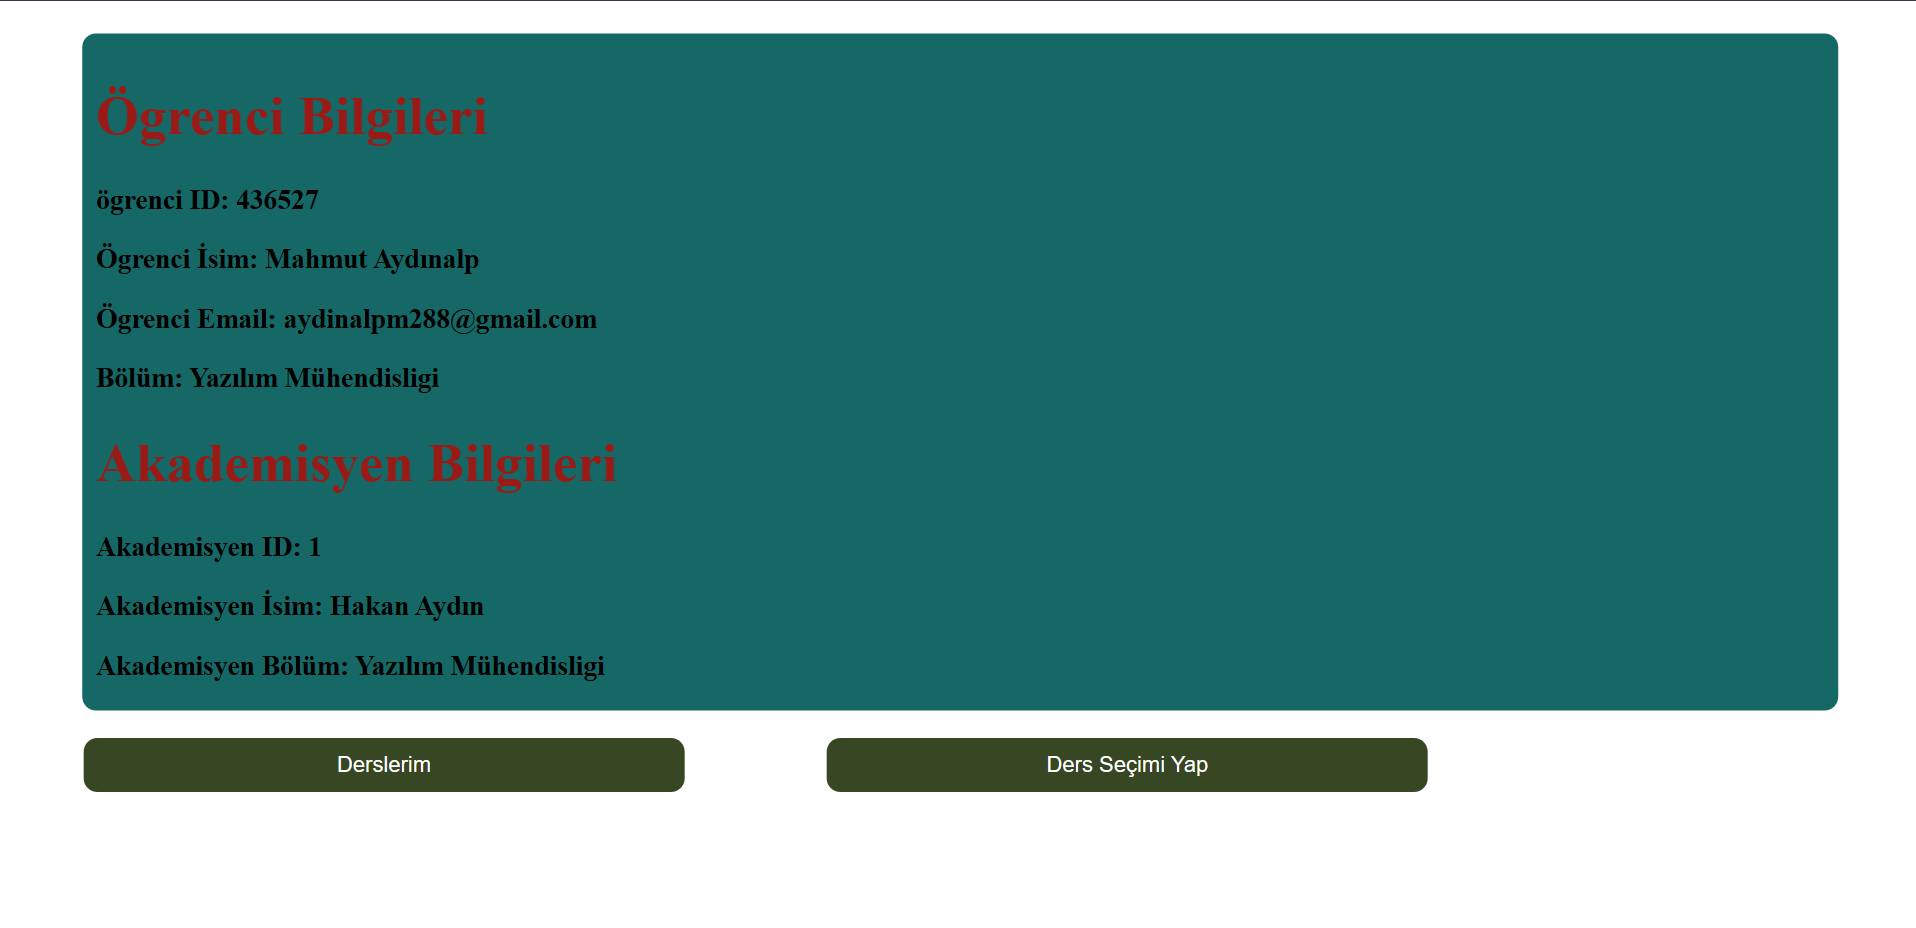 Ögrenci Bilgileri
ögrenci ID: 436527
Ögrenci İsim: Mahmut Aydınalp
Ögrenci Email: aydinalpm288@gmail.com
Bölüm: Yazılım Mühendisligi
Akademisyen Bilgileri
Akademisyen ID: 1
Akademisyen İsim: Hakan Aydın
Akademisyen Bölüm: Yazılım Mühendisligi
Derslerim
Ders Seçimi Yap